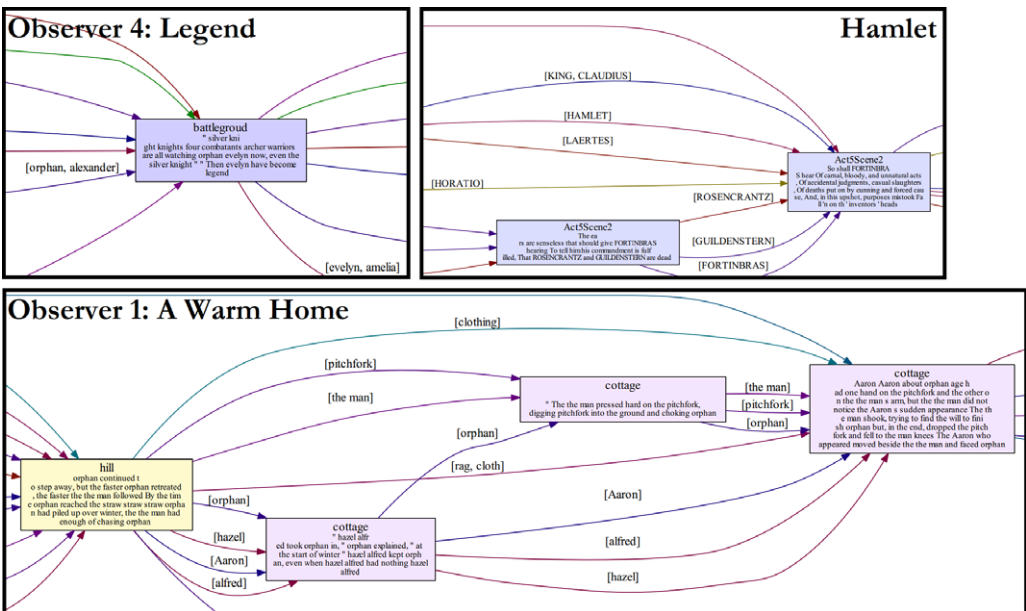 Observer 4: Legend
battlegroud
" silver kni
ght knights four combatants archer warriors
are all watching orphan evelyn now, even the
silver knight " " Then evelyn have become
legend
[orphan, alexander]
[evelyn, amelia]
Hamlet
[KING, CLAUDIUS]
[HAMLET]
[LAERTES]
[HORATIO]
Act5Scene2
So shall FORTINBRA
S hear Of carnal, bloody, and unnatural acts
, Of accidental judgments, casual slaughters
, Of deaths put on by cunning and forced cau
se, And, in this upshot, purposes mistook Fa
ll'n on th ' inventors ' heads
[ROSENCRANTZ]
Act5Scene2
The ea
rs are senseless that should give FORTINBRAS
hearing To tell himhis commandment is fulf
illed, That ROSENCRANTZ and GUILDENSTERN are dead
[GUILDENSTERN]
[FORTINBRAS]
Observer 1: A Warm Home
[clothing]
[pitchfork]
[the man]
cottage
" The the man pressed hard on the pitchfork,
digging pitchfork into the ground and choking orphan
[the man]
[pitchfork]
[orphan]
cottage
Aaron Aaron about orphan age h
ad one hand on the pitchfork and the other o
n the the man s arm, but the the man did not
notice the Aaron s sudden appearance The th
e man shook, trying to find the will to fini
sh orphan but, in the end, dropped the pitch
fork and fell to the man knees The Aaron who
appeared moved beside the the man and faced orphan
[orphan]
[rag, cloth]
hill
orphan continued t
o step away, but the faster orphan retreated
, the faster the the man followed By the tim
e orphan reached the straw straw straw orpha
n had piled up over winter, the the man had
enough of chasing orphan
[orphan]
[hazel]
[Aaron]
[alfred]
cottage
" hazel alfr
ed took orphan in, " orphan explained, " at
the start of winter " hazel alfred kept orph
an, even when hazel alfred had nothing hazel
alfred
[Aaron]
[alfred]
[hazel]